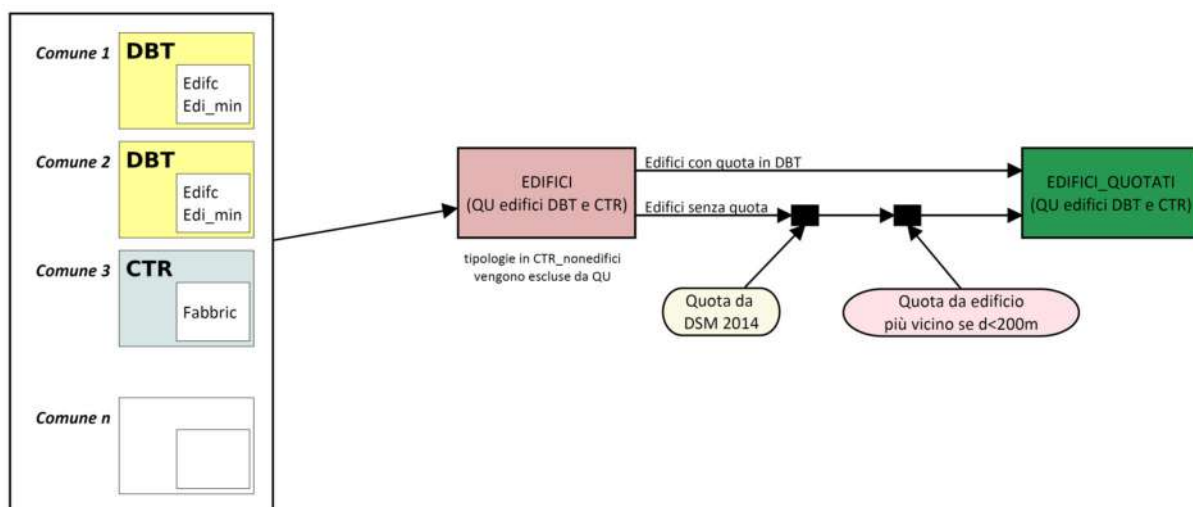 Comune 1
DBT
Edifc
Edi_min
Comune 2
DBT
Edifc
Edi_min
Comune 3
CTR
Fabbric
Comune n
EDIFICI
(QU edifici DBT e CTR)
tipologie in CTR_nonedifici
vengono escluse da QU
Edifici con quota in DBT
Edifici senza quota
Quota da
DSM 2014
Quota da edificio
più vicino se d<200m
EDIFICI_QUOTATI
(QU edifici DBT e CTR)